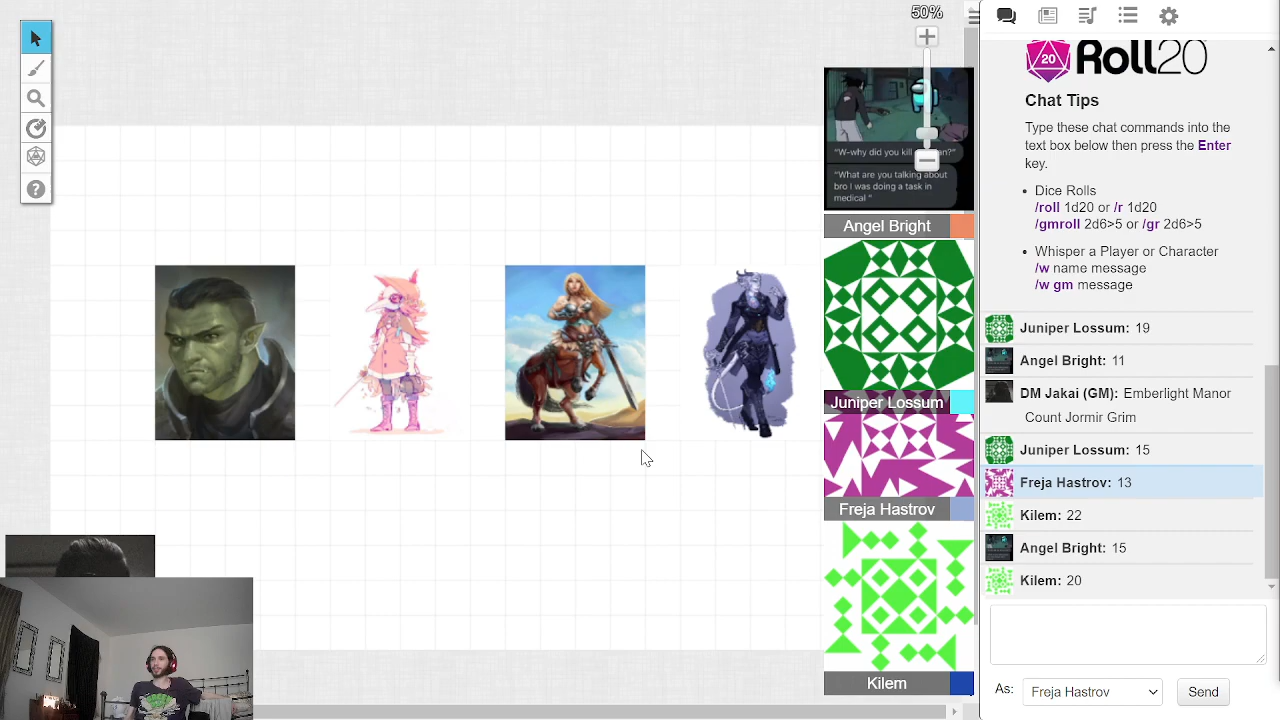 50%
"W-why did you kill
an?"
"What are you talking about
bro I was doing a task in
medical "
Angel Bright
Juniper Lossum
Freja Hastrov
Kilem
20 Roll20
Chat Tips
Type these chat commands into the
text box below then press the Enter
key.
Dice Rolls
/roll 1d20 or /r 1d20
/gmroll 2d6>5 or /gr 2d6>5
Whisper a Player or Character
/w name message
/w gm message
Juniper Lossum: 19
Angel Bright: 11
DM Jakai (GM): Emberlight Manor
Count Jormir Grim
Juniper Lossum: 15
Freja Hastrov: 13
Kilem: 22
Angel Bright: 15
Kilem: 20
As: Freja Hastrov Send